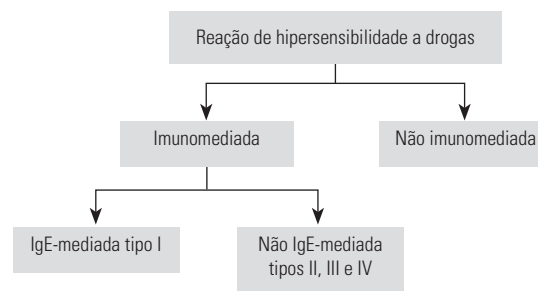 Reação de hipersensibilidade a drogas
Imunomediada
Não imunomediada
IgE-mediada tipo I
Não IgE-mediada
tipos II, III e IV